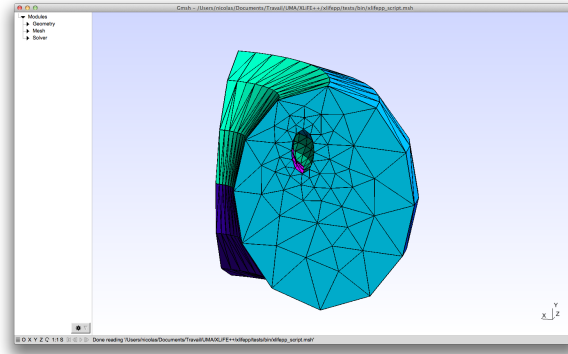 Gmsh - /Users/nicolas/Documents/Travail/UMA/XLIFE++/xlifepp/tests/bin/xlifepp_script.msh
Modules
Geometry
Mesh
Solver
Y
X Z
O X Y Z 1:1 S Done reading '/Users/nicolas/Documents/Travail/UMA/XLIFE++/xlifepp/tests/bin/xlifepp_script.msh'